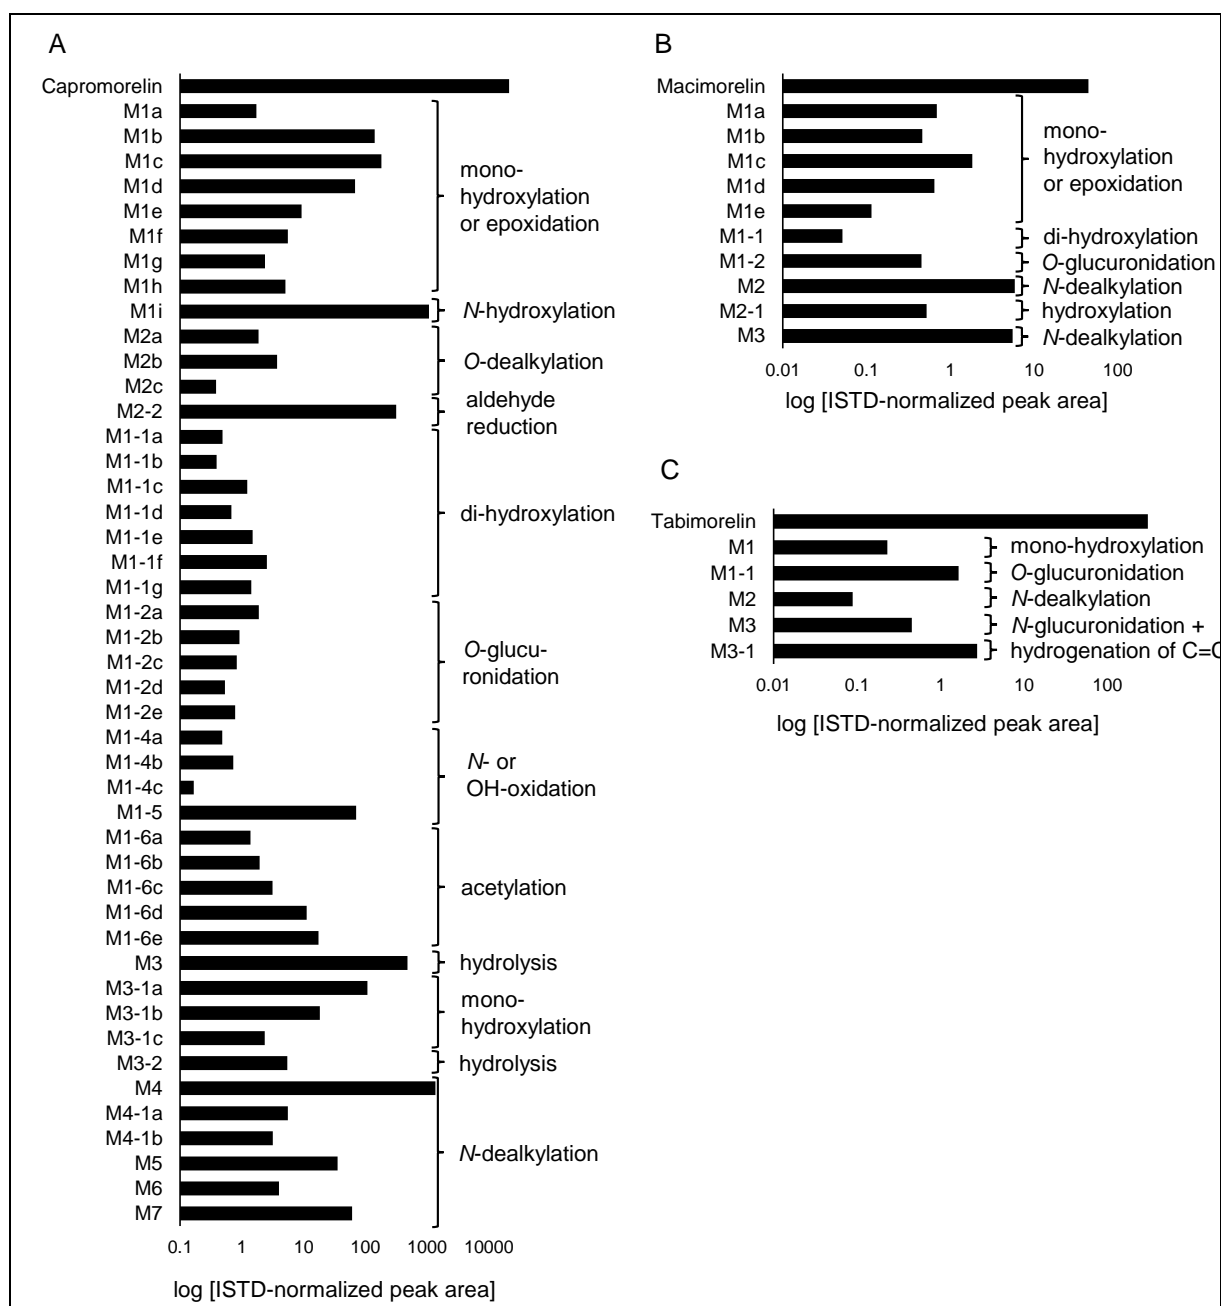 A
Capromorelin
M1a
M1b
M1c
M1d
M1e
M1f
M1g
M1h
mono-
hydroxylation
or epoxidation
M1i
N-hydroxylation
M2a
M2b
M2c
O-dealkylation
M2-2
aldehyde
reduction
M1-1a
M1-1b
M1-1c
M1-1d
M1-1e
M1-1f
M1-1g
di-hydroxylation
M1-2a
M1-2b
M1-2c
M1-2d
M1-2e
O-glucu-
ronidation
M1-4a
M1-4b
M1-4c
M1-5
N- or
OH-oxidation
M1-6a
M1-6b
M1-6c
M1-6d
M1-6e
acetylation
M3
hydrolysis
M3-1a
M3-1b
M3-1c
mono-
hydroxylation
M3-2
hydrolysis
M4
M4-1a
M4-1b
M5
M6
M7
N-dealkylation
0.1 1 10 100 1000 10000
log [ISTD-normalized peak area]
B
Macimorelin
M1a
M1b
M1c
M1d
M1e
mono-
hydroxylation
or epoxidation
M1-1
di-hydroxylation
M1-2
O-glucuronidation
M2
N-dealkylation
M2-1
hydroxylation
M3
N-dealkylation
0.01 0.1 1 10 100
log [ISTD-normalized peak area]
C
Tabimorelin
M1
mono-hydroxylation
M1-1
O-glucuronidation
M2
N-dealkylation
M3
N-glucuronidation +
M3-1
hydrogenation of C=C
0.01 0.1 1 10 100
log [ISTD-normalized peak area]